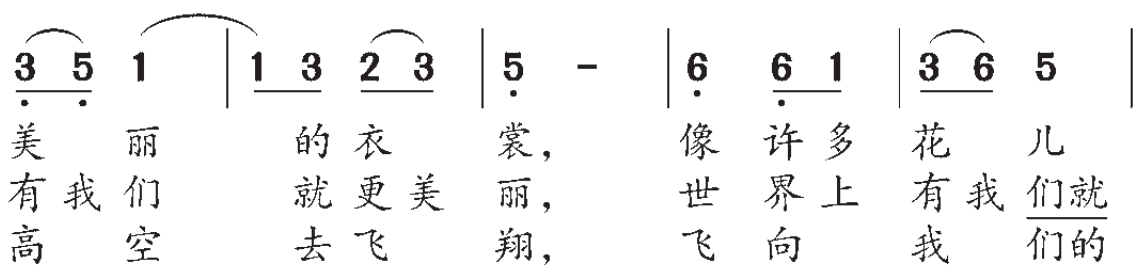 3 5 1 | 1 3 2 3 | 5 - | 6 6 1 | 3 6 5 |
美 丽 的 衣 裳， 像 许 多 花 儿
有 我 们 就 更 美 丽， 世 界 上 有 我 们就
高 空 去 飞 翔， 飞 向 我 们的